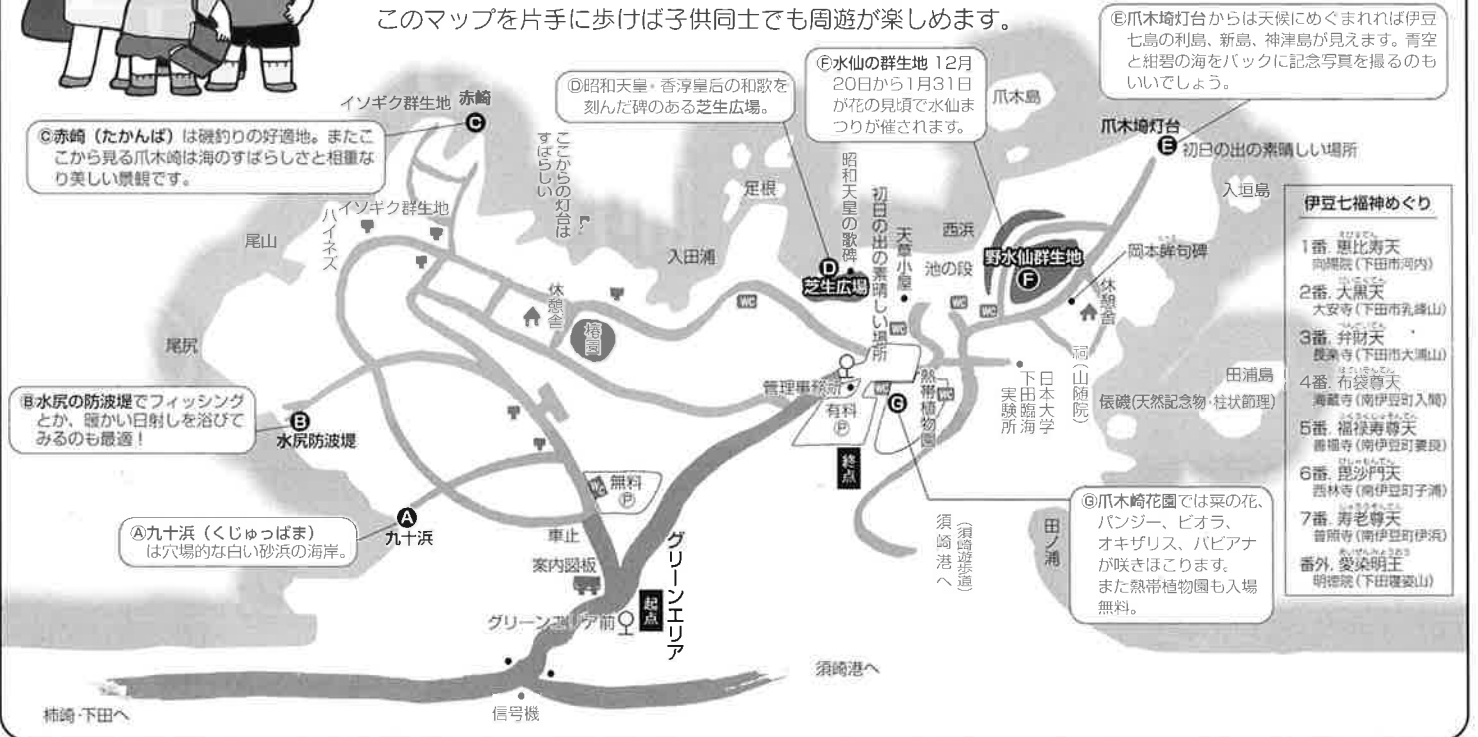 このマップを片手に歩けば子供同士でも周遊が楽しめます。
Ⓔ爪木埼灯台からは天候にめぐまれれば伊豆
七島の利島、新島、神津島が見えます。青空
と紺碧の海をバックに記念写真を撮るのも
いいでしょう。
Ⓕ水仙の群生地 12月
20日から1月31日
が花の見頃で水仙ま
つりが催されます。
Ⓓ昭和天皇・香淳皇后の和歌を
刻んだ碑のある芝生広場。
Ⓒ赤崎（たかんば）は磯釣りの好適地。またこ
こから見る爪木崎は海のすばらしさと相重な
り美しい景観です。
イソギク群生地
赤崎
C
ここからの灯台は
すばらしい
爪木島
爪木埼灯台
E
初日の出の素晴しい場所
入垣島
足根
昭和天皇の歌碑
初日の出の素晴しい場所
天草小屋
西浜
池の段
野水仙群生地
F
岡本眸句碑
休憩舎
イソギク群生地
ハイネズ
尾山
入田浦
D
芝生広場
WC
WC
WC
WC
休憩舎
椿園
尾尻
管理事務所
有料
Ⓟ
WC
G
熱帯植物園
WC
終点
日本大学
下田臨海
実験所
祠（山随院）
田浦島
俵磯(天然記念物・柱状節理)
Ⓑ水尻の防波堤でフィッシング
とか、暖かい日射しを浴びて
みるのも最適！
B
水尻防波堤
Ⓐ九十浜（くじゅっぱま）
は穴場的な白い砂浜の海岸。
A
九十浜
WC
無料
Ⓟ
車止
案内図板
グリーンエリア
グリーンエリア前
起点
須崎港へ
（須崎遊歩道）
田ノ浦
Ⓖ爪木崎花園では菜の花、
パンジー、ビオラ、
オキザリス、バビアナ
が咲きほこります。
また熱帯植物園も入場
無料。
伊豆七福神めぐり
1番. 恵比寿天
向陽院(下田市河内)
2番. 大黒天
大安寺(下田市乳峰山)
3番. 弁財天
長楽寺(下田市大浦山)
4番. 布袋尊天
海蔵寺(南伊豆町入間)
5番. 福禄寿尊天
善福寺(南伊豆町妻良)
6番. 毘沙門天
西林寺(南伊豆町子浦)
7番. 寿老尊天
普照寺(南伊豆町伊浜)
番外. 愛染明王
明徳院(下田寝姿山)
柿崎・下田へ
信号機
須崎港へ